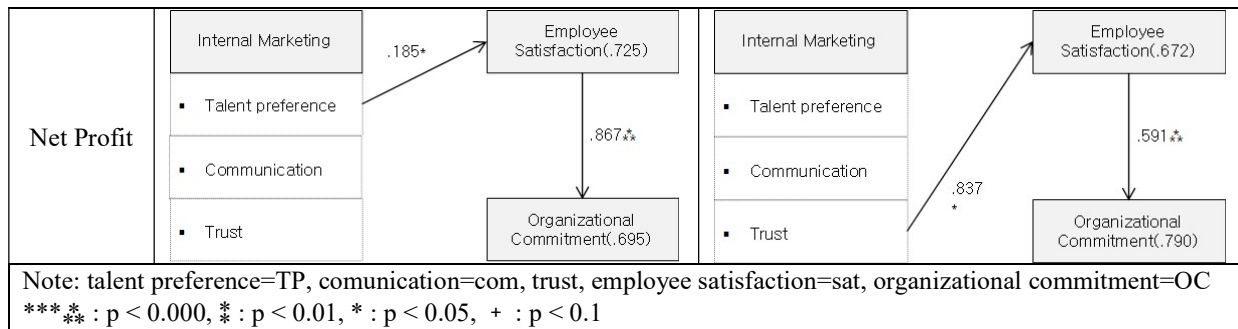 Net Profit
Internal Marketing
▪ Talent preference
▪ Communication
▪ Trust
.185*
Employee
Satisfaction(.725)
.867⁂
Organizational
Commitment(.695)
Internal Marketing
▪ Talent preference
▪ Communication
▪ Trust
.837
*
Employee
Satisfaction(.672)
.591⁂
Organizational
Commitment(.790)
Note: talent preference=TP, comunication=com, trust, employee satisfaction=sat, organizational commitment=OC
***⁂ : p < 0.000, ⁑ : p < 0.01, * : p < 0.05, + : p < 0.1